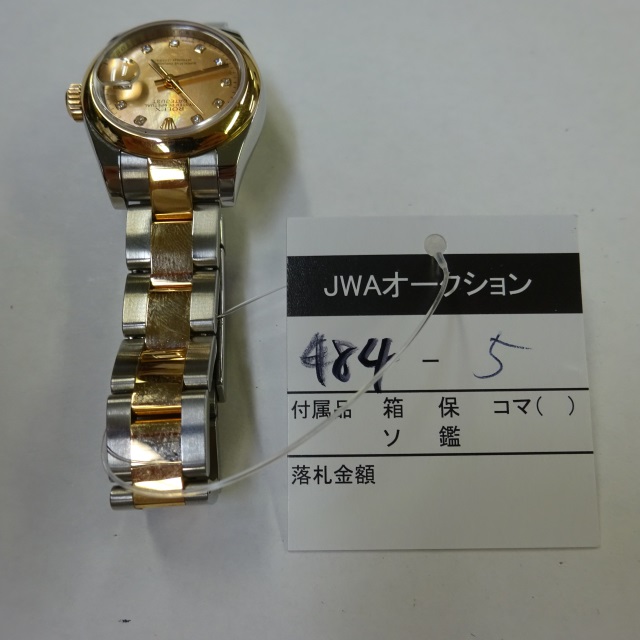 ROLEX
JWAオークション
484 - 5
付属品 箱 保 コマ( )
ソ 鑑
落札金額